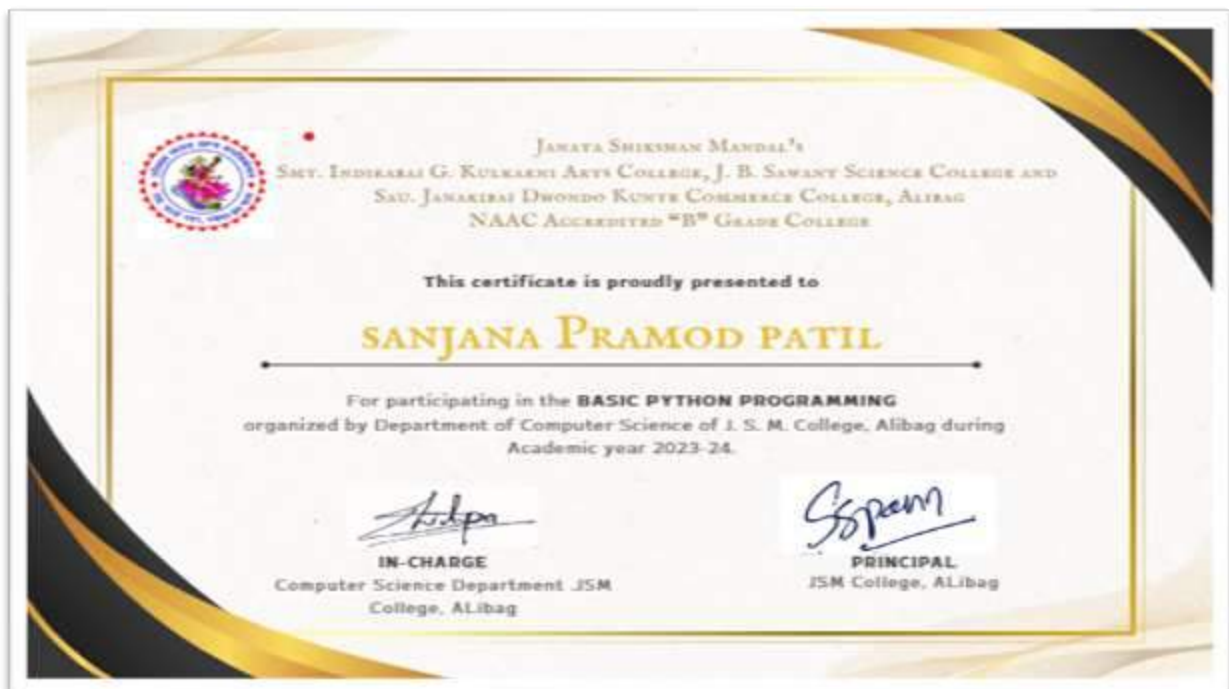 JANATA SHIKSHAN MANDAL'S
SMT. INDIRABAI G. KULKARNI ARTS COLLEGE, J. B. SAWANT SCIENCE COLLEGE AND
SAU. JANAKIBAI DHONDO KUNTE COMMERCE COLLEGE, ALIBAG
NAAC ACCREDITED "B" GRADE COLLEGE
This certificate is proudly presented to
SANJANA PRAMOD PATIL
For participating in the BASIC PYTHON PROGRAMMING
organized by Department of Computer Science of J. S. M. College, Alibag during
Academic year 2023-24.
IN-CHARGE
Computer Science Department JSM
College, ALibag
PRINCIPAL
JSM College, ALibag